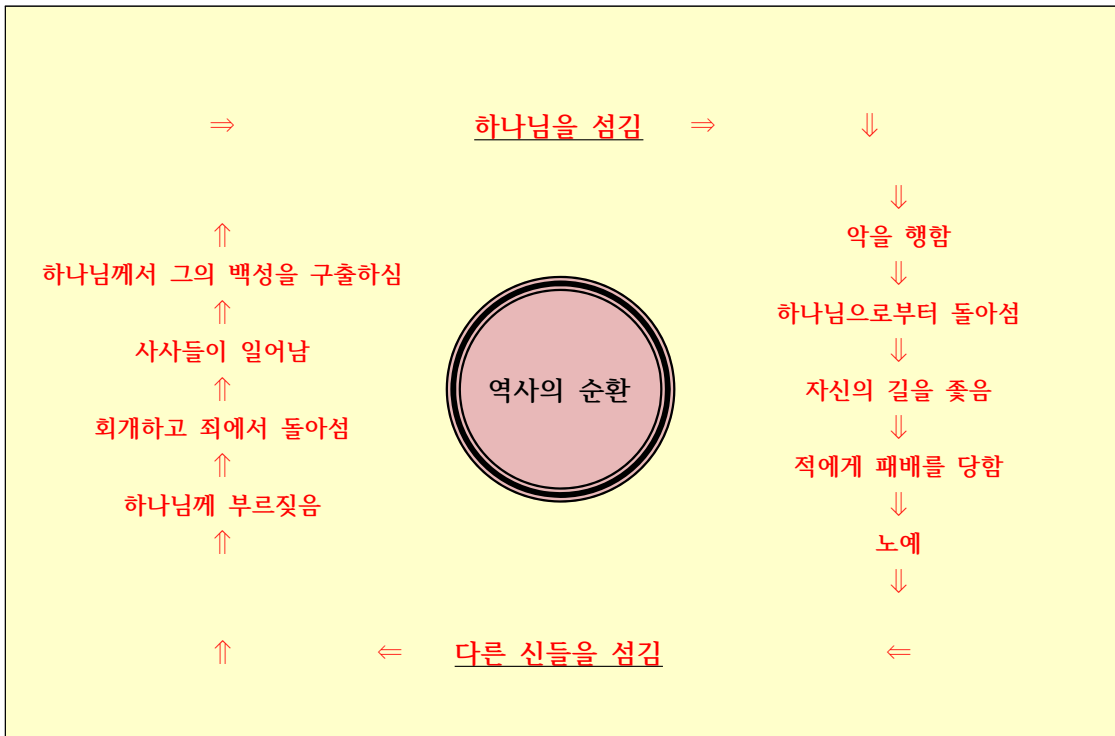 ⇒ 하나님을 섬김 ⇒ ⇓
⇓
악을 행함
⇓
하나님으로부터 돌아섬
⇓
자신의 길을 좇음
⇓
적에게 패배를 당함
⇓
노예
⇓
⇐
다른 신들을 섬김
⇐
⇑
⇑
하나님께 부르짖음
⇑
회개하고 죄에서 돌아섬
⇑
사사들이 일어남
⇑
하나님께서 그의 백성을 구출하심
⇑
역사의 순환